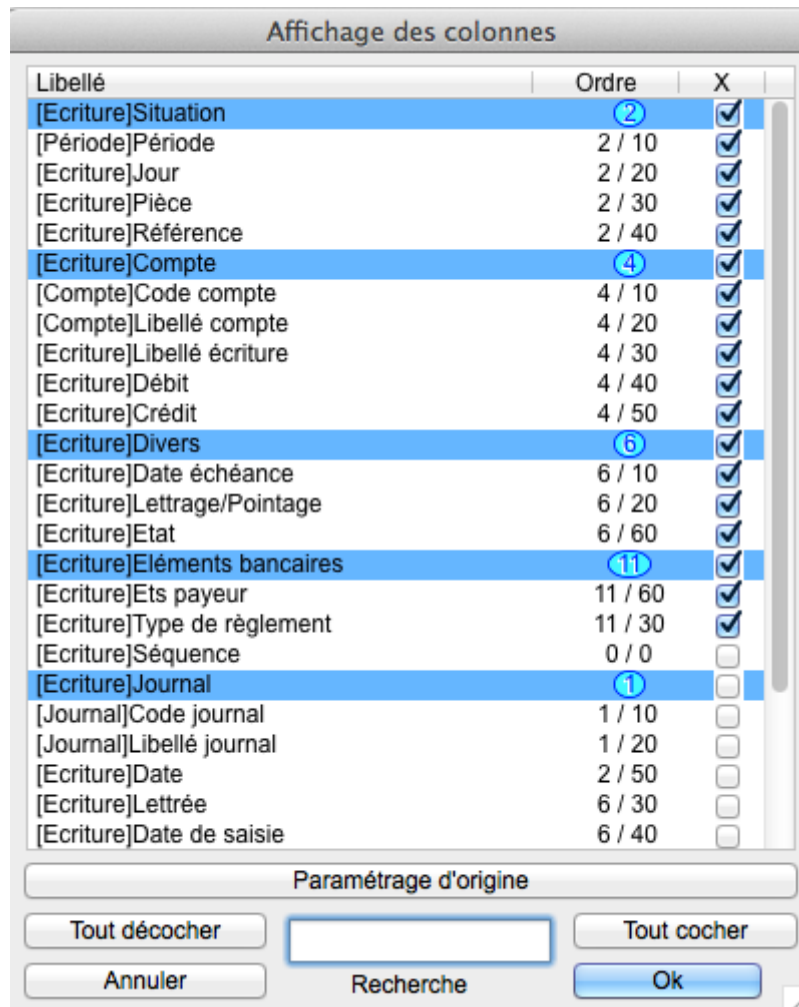 Affichage des colonnes
Libellé Ordre X
[Ecriture]Situation 2
[Période]Période 2 / 10
[Ecriture]Jour 2 / 20
[Ecriture]Pièce 2 / 30
[Ecriture]Référence 2 / 40
[Ecriture]Compte 4
[Compte]Code compte 4 / 10
[Compte]Libellé compte 4 / 20
[Ecriture]Libellé écriture 4 / 30
[Ecriture]Débit 4 / 40
[Ecriture]Crédit 4 / 50
[Ecriture]Divers 6
[Ecriture]Date échéance 6 / 10
[Ecriture]Lettrage/Pointage 6 / 20
[Ecriture]Etat 6 / 60
[Ecriture]Eléments bancaires 11
[Ecriture]Ets payeur 11 / 60
[Ecriture]Type de règlement 11 / 30
[Ecriture]Séquence 0 / 0
[Ecriture]Journal 1
[Journal]Code journal 1 / 10
[Journal]Libellé journal 1 / 20
[Ecriture]Date 2 / 50
[Ecriture]Lettrée 6 / 30
[Ecriture]Date de saisie 6 / 40
Paramétrage d'origine
Tout décocher Tout cocher
Annuler Recherche Ok